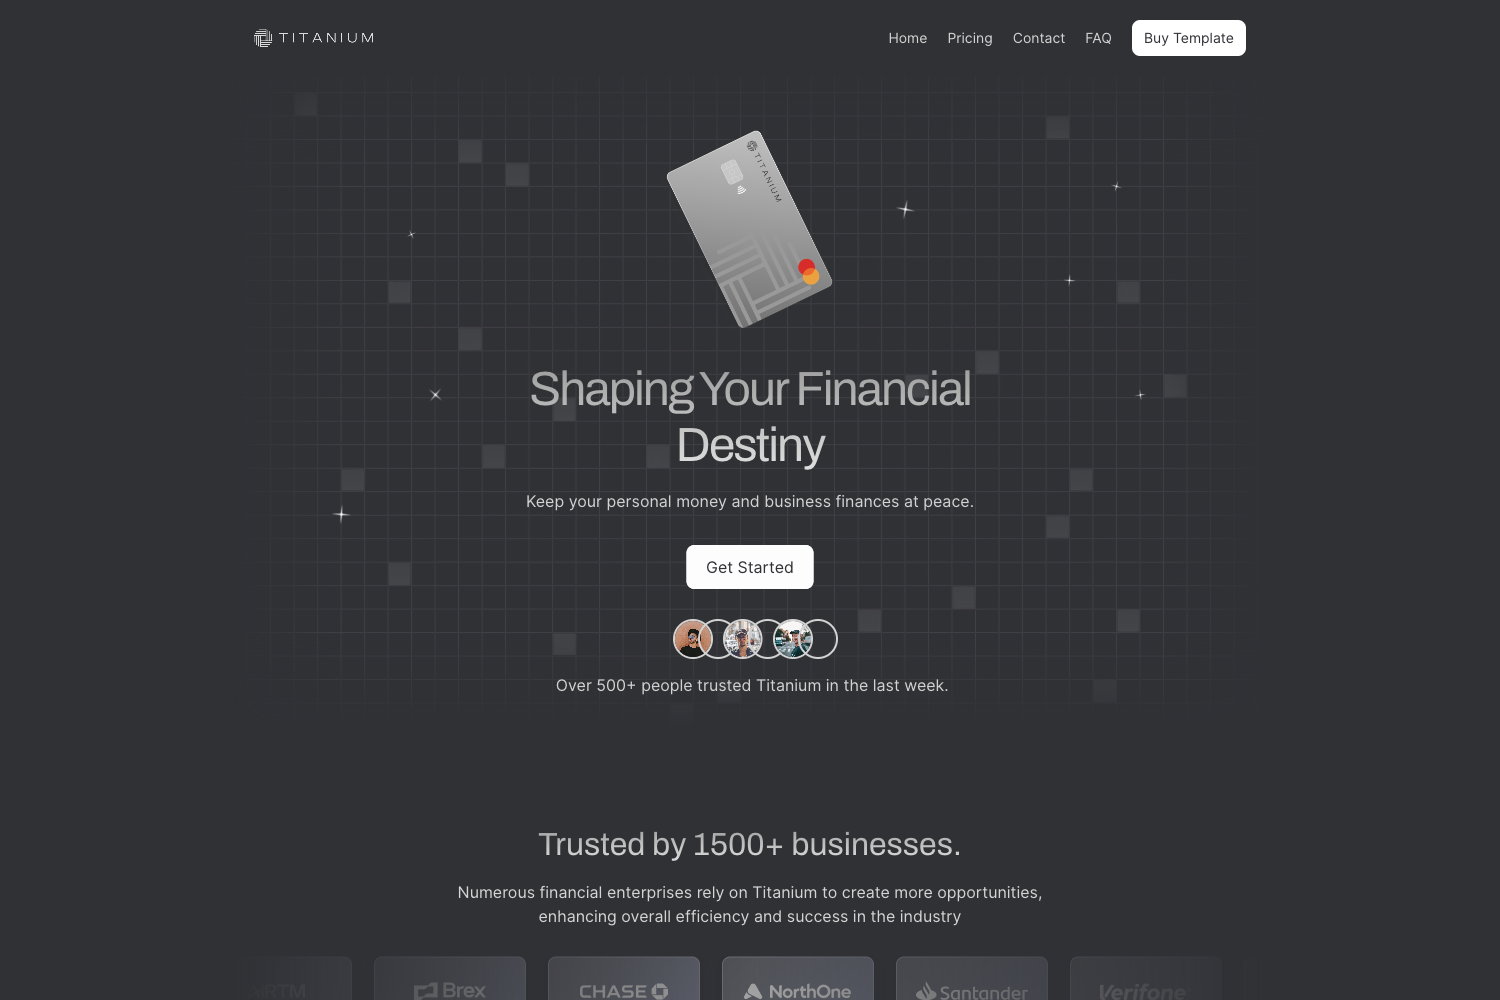 TITANIUM
Home
Pricing
Contact
FAQ
Buy Template
TITANIUM
Shaping Your Financial
Destiny
Keep your personal money and business finances at peace.
Get Started
Over 500+ people trusted Titanium in the last week.
Trusted by 1500+ businesses.
Numerous financial enterprises rely on Titanium to create more opportunities,
enhancing overall efficiency and success in the industry
AIRTM
Brex
CHASE
NorthOne
Santander
Verifone